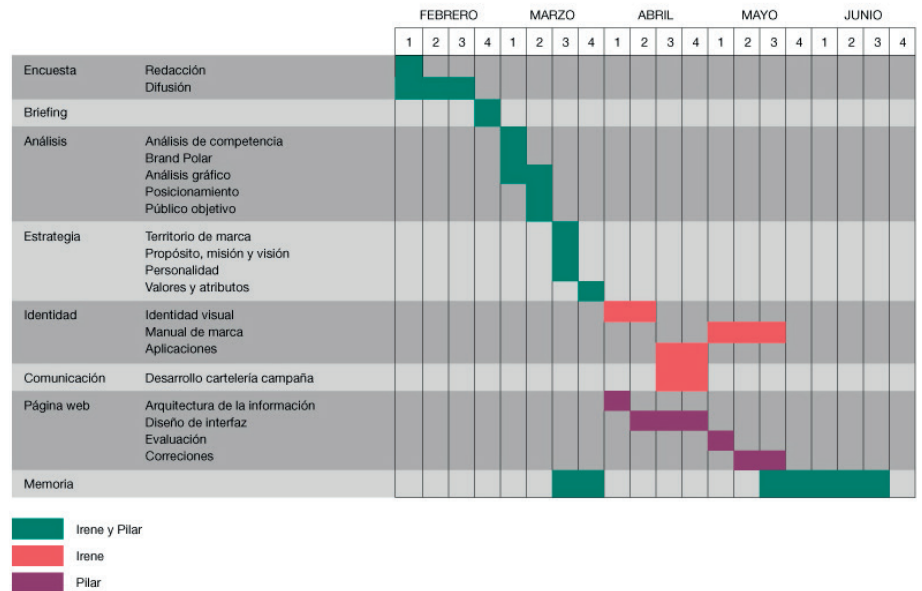 FEBRERO MARZO ABRIL MAYO JUNIO
1 2 3 4 1 2 3 4 1 2 3 4 1 2 3 4 1 2 3 4
Encuesta Redacción
Difusión
Briefing
Análisis Análisis de competencia
Brand Polar
Análisis gráfico
Posicionamiento
Público objetivo
Estrategia Territorio de marca
Propósito, misión y visión
Personalidad
Valores y atributos
Identidad Identidad visual
Manual de marca
Aplicaciones
Comunicación Desarrollo cartelería campaña
Página web Arquitectura de la información
Diseño de interfaz
Evaluación
Correciones
Memoria
Irene y Pilar
Irene
Pilar